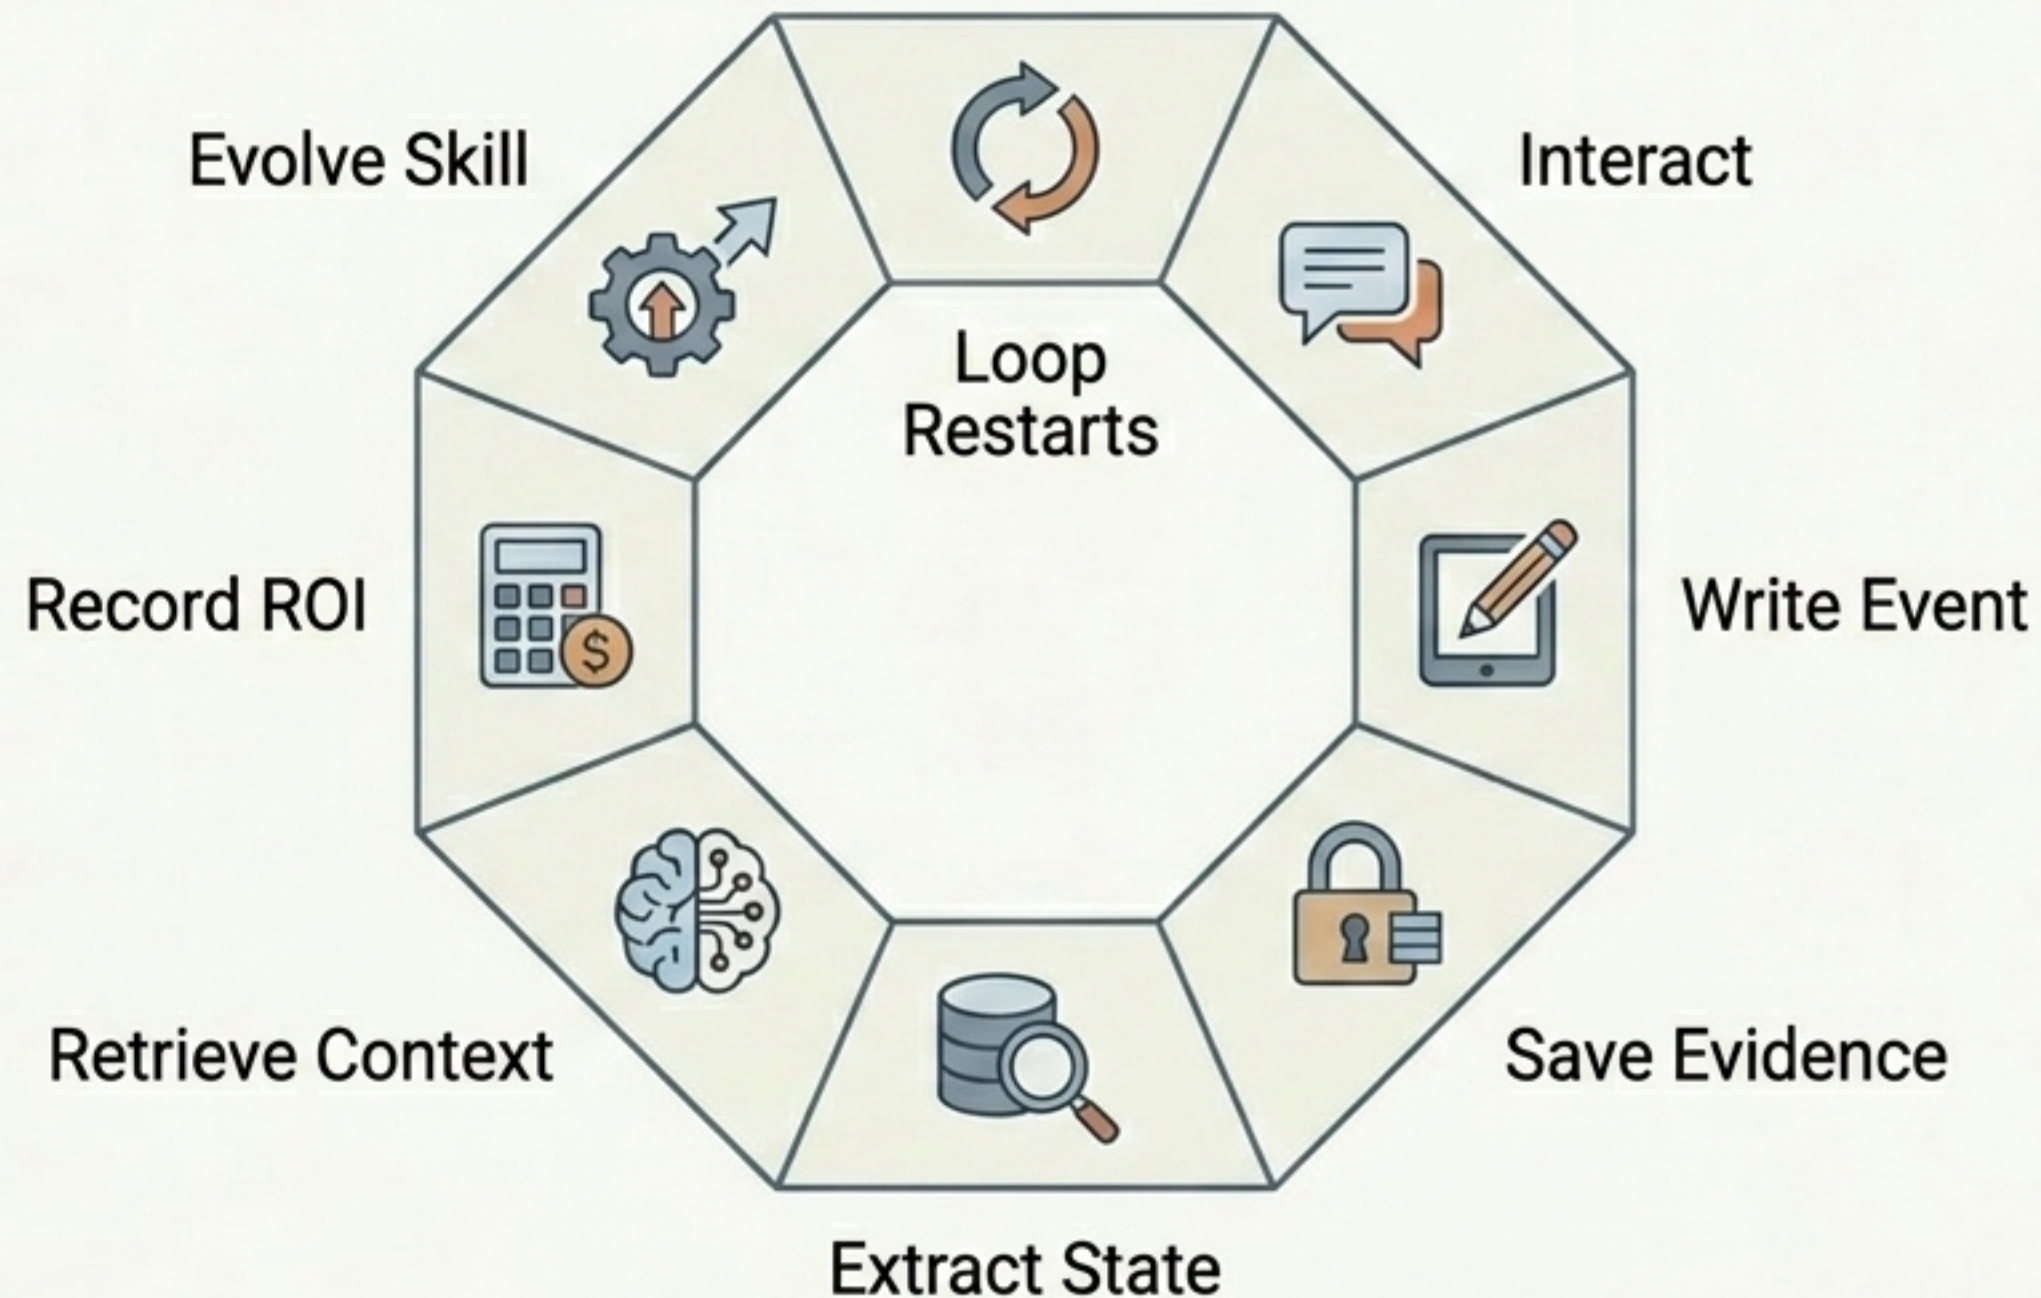 Evolve Skill
Interact
Loop
Restarts
Record ROI
$
Write Event
Retrieve Context
Save Evidence
Extract State